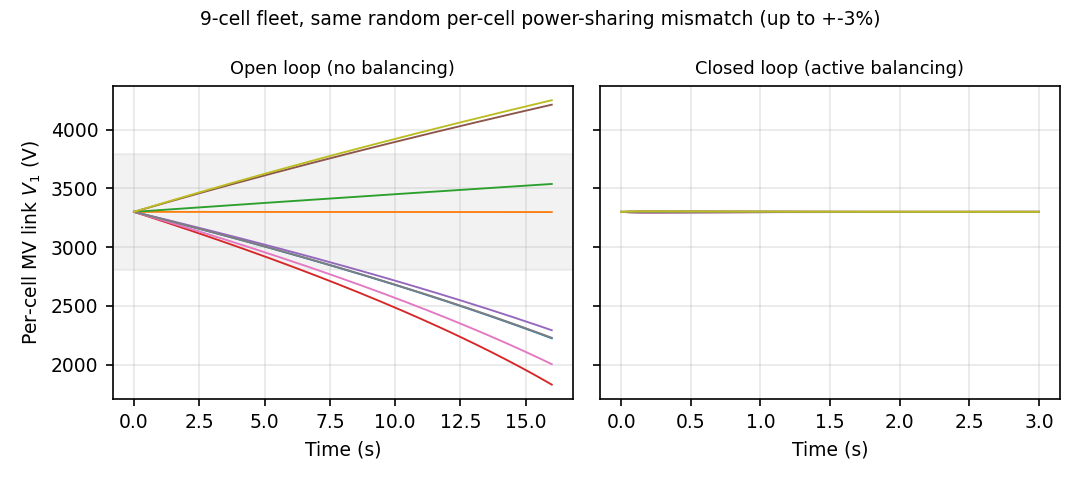 9-cell fleet, same random per-cell power-sharing mismatch (up to +-3%)
Open loop (no balancing)
Closed loop (active balancing)
Per-cell MV link V₁ (V)
4000
3500
3000
2500
2000
0.0 2.5 5.0 7.5 10.0 12.5 15.0
0.0 0.5 1.0 1.5 2.0 2.5 3.0
Time (s)
Time (s)